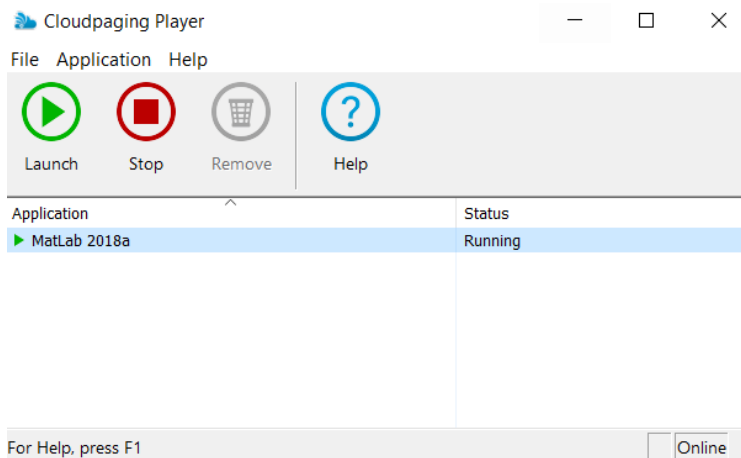 Cloudpaging Player
File Application Help
Launch Stop Remove Help
Application Status
MatLab 2018a Running
For Help, press F1 Online